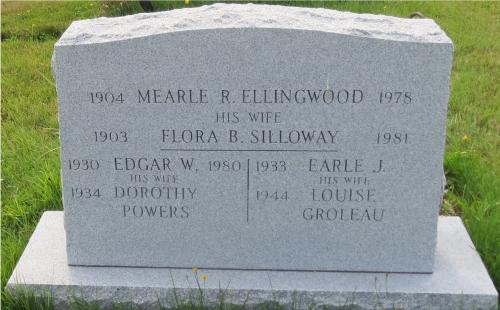 1904 MEARLE R. ELLINGWOOD 1978
HIS WIFE
1903 FLORA B. SILLOWAY 1981
1930 EDGAR W. 1980
HIS WIFE
1934 DOROTHY
POWERS
1933 EARLE J.
HIS WIFE
1944 LOUISE
GROLEAU